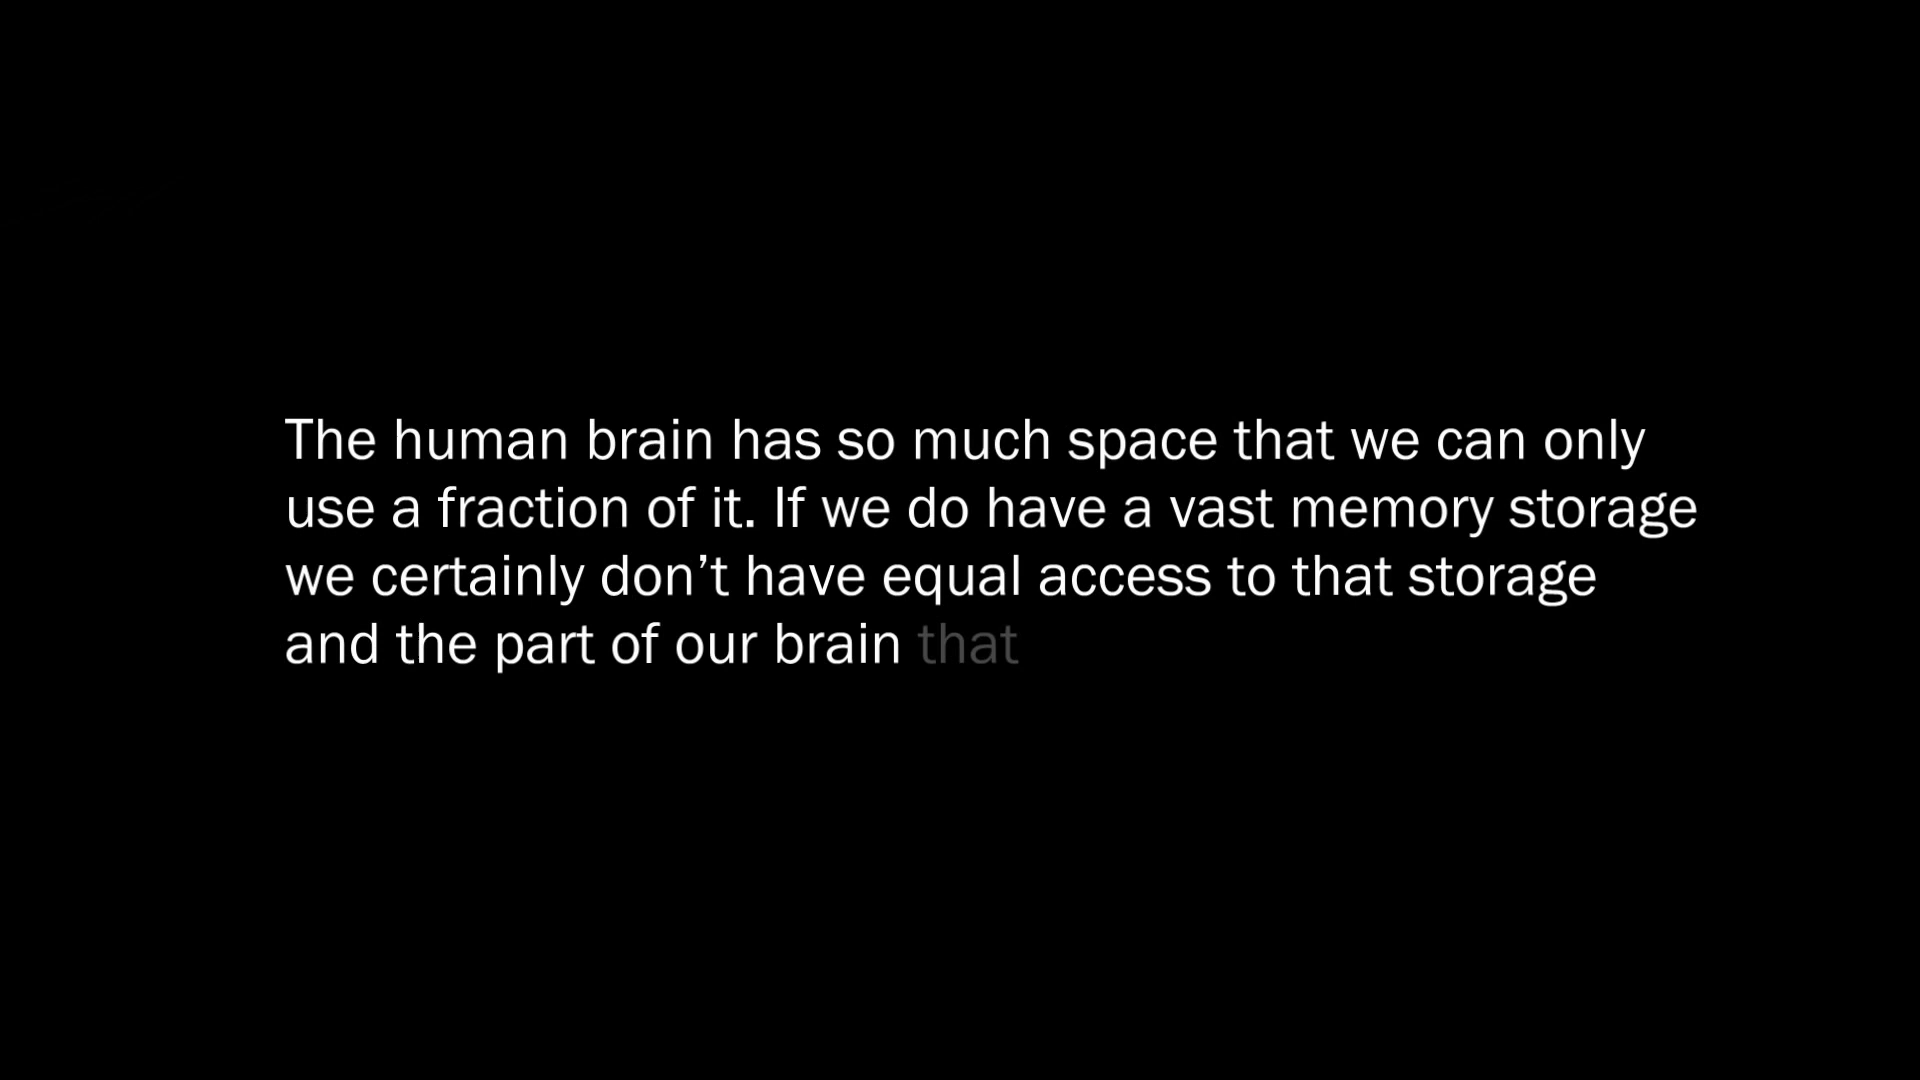 The human brain has so much space that we can only
use a fraction of it. If we do have a vast memory storage
we certainly don’t have equal access to that storage
and the part of our brain that